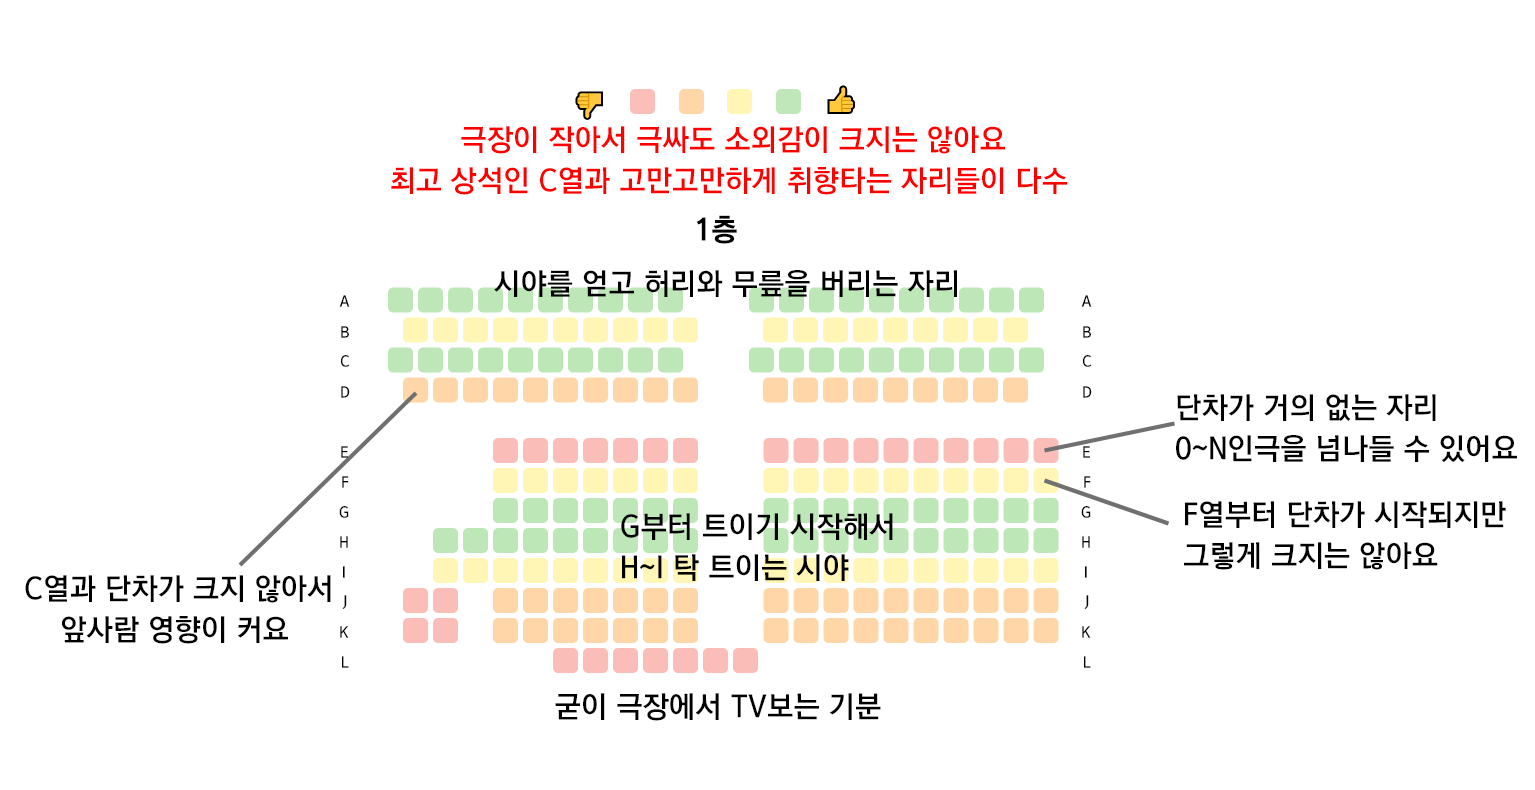 극장이 작아서 극싸도 소외감이 크지는 않아요
최고 상석인 C열과 고만고만하게 취향타는 자리들이 다수
1층
시야를 얻고 허리와 무릎을 버리는 자리
A A
B B
C C
D D
단차가 거의 없는 자리
0~N인극을 넘나들 수 있어요
E E
F F
F열부터 단차가 시작되지만
그렇게 크지는 않아요
G G
G부터 트이기 시작해서
H H
H~I 탁 트이는 시야
I I
C열과 단차가 크지 않아서
앞사람 영향이 커요
J J
K K
L L
굳이 극장에서 TV보는 기분